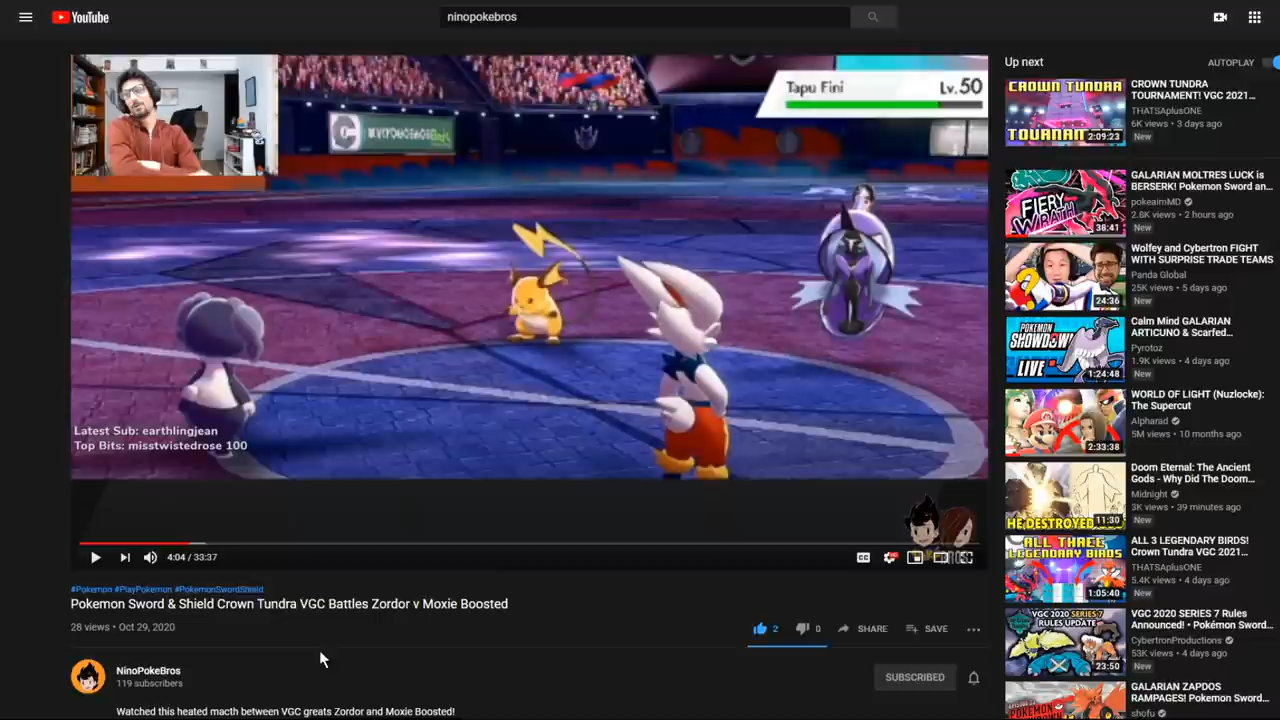 YouTube
ninopokebros
Tapu Fini
Lv.50
Latest Sub: earthlingjean
Top Bits: misstwistedrose 100
4:04 / 33:37
CC
#Pokemon #PlayPokemon #PokemonSwordShield
Pokemon Sword & Shield Crown Tundra VGC Battles Zordor v Moxie Boosted
28 views • Oct 29, 2020
2
0
SHARE
SAVE
NinoPokeBros
119 subscribers
SUBSCRIBED
Watched this heated macth between VGC greats Zordor and Moxie Boosted!
Up next
AUTOPLAY
CROWN TUNDRA
2:09:23
CROWN TUNDRA
TOURNAMENT! VGC 2021...
THATSAplusONE
6K views • 3 days ago
New
FIERY
WRATH
38:41
GALARIAN MOLTRES LUCK is
BERSERK! Pokemon Sword an...
pokeaimMD
2.8K views • 2 hours ago
New
24:36
Wolfey and Cybertron FIGHT
WITH SURPRISE TRADE TEAMS
Panda Global
25K views • 5 days ago
New
POKEMON
SHOWDOWN
LIVE
1:24:48
Calm Mind GALARIAN
ARTICUNO & Scarfed...
Pyrotoz
1.9K views • 4 days ago
New
2:33:38
WORLD OF LIGHT (Nuzlocke):
The Supercut
Alpharad
5M views • 10 months ago
HE DESTROYED
11:30
Doom Eternal: The Ancient
Gods - Why Did The Doom...
Midnight
3K views • 39 minutes ago
New
ALL THREE
LEGENDARY BIRDS
1:05:40
ALL 3 LEGENDARY BIRDS!
Crown Tundra VGC 2021...
THATSAplusONE
5.4K views • 4 days ago
New
VGC 2020 SERIES 7
RULES UPDATE
23:50
VGC 2020 SERIES 7 Rules
Announced! • Pokémon Sword...
CybertronProductions
53K views • 4 days ago
New
GALARIAN ZAPDOS
RAMPAGES! Pokemon Sword...
shofu